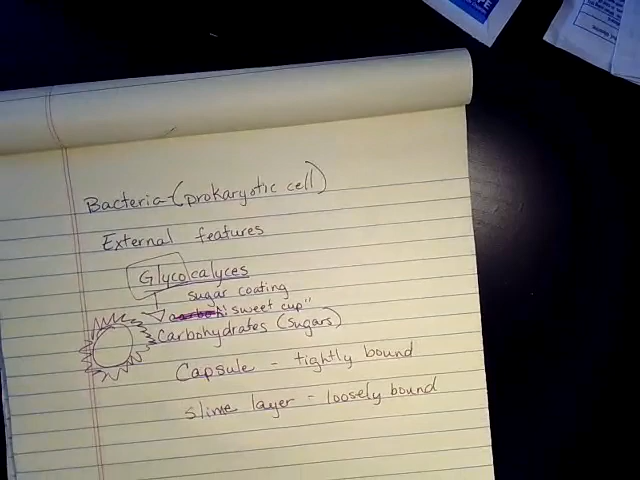 Bacteria - (prokaryotic cell)
External features
Glycocalyces
sugar coating
"sweet cup"
Carbohydrates (sugars)
Capsule - tightly bound
slime layer - loosely bound